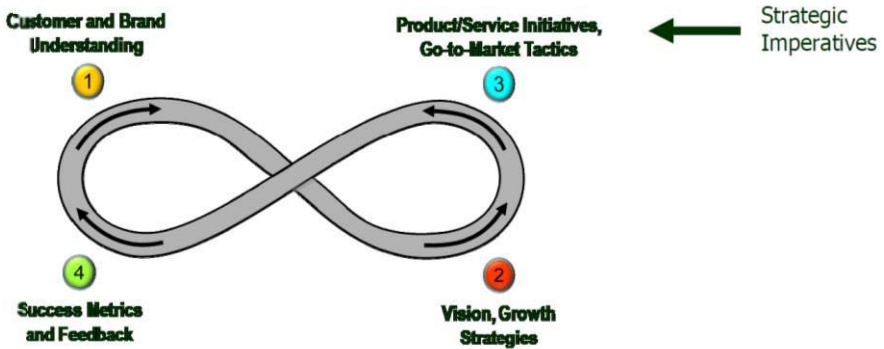 Customer and Brand
Understanding
1
Product/Service Initiatives,
Go-to-Market Tactics
3
Strategic
Imperatives
4
Success Metrics
and Feedback
2
Vision, Growth
Strategies